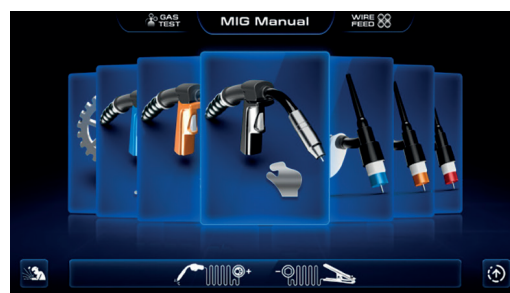 GAS
TEST
MIG Manual
WIRE
FEED
+
-